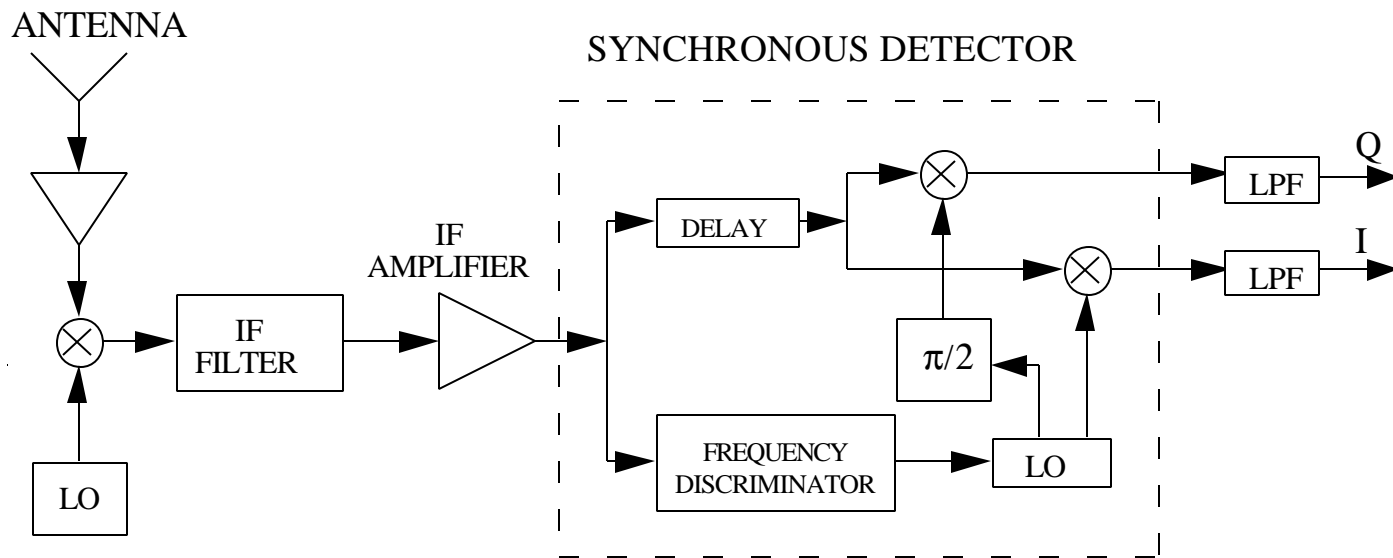 ANTENNA
SYNCHRONOUS DETECTOR
Q
LPF
DELAY
IF
AMPLIFIER
I
LPF
IF
FILTER
π/2
FREQUENCY
DISCRIMINATOR
LO
LO